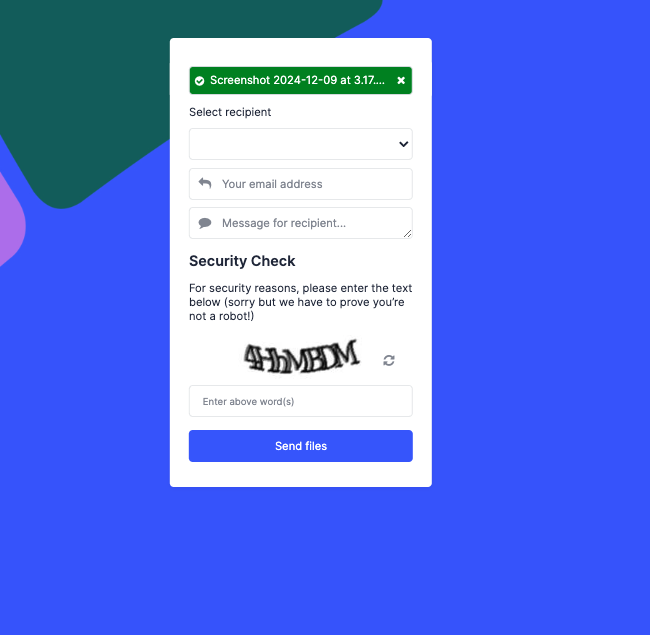 Screenshot 2024-12-09 at 3.17....
Select recipient
Your email address
Message for recipient...
Security Check
For security reasons, please enter the text
below (sorry but we have to prove you're
not a robot!)
Enter above word(s)
Send files